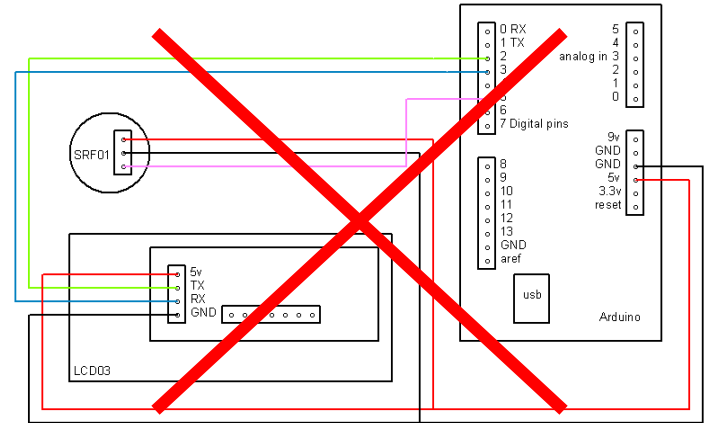 0 RX
1 TX
2
3
6
7 Digital pins
5
4
analog in 3
2
1
0
SRF01
9v
GND
GND
5v
3.3v
reset
8
9
10
11
12
13
GND
aref
5v
TX
RX
GND
usb
Arduino
LCD03